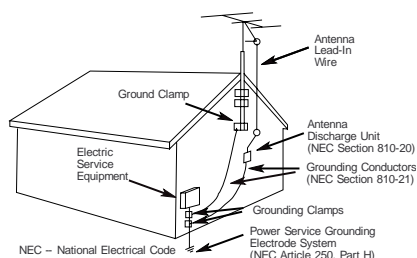 Antenna
Lead-In
Wire
Ground Clamp
Antenna
Discharge Unit
(NEC Section 810-20)
Electric
Service
Equipment
Grounding Conductors
(NEC Section 810-21)
Grounding Clamps
Power Service Grounding
Electrode System
(NEC Article 250, Part H)
NEC – National Electrical Code